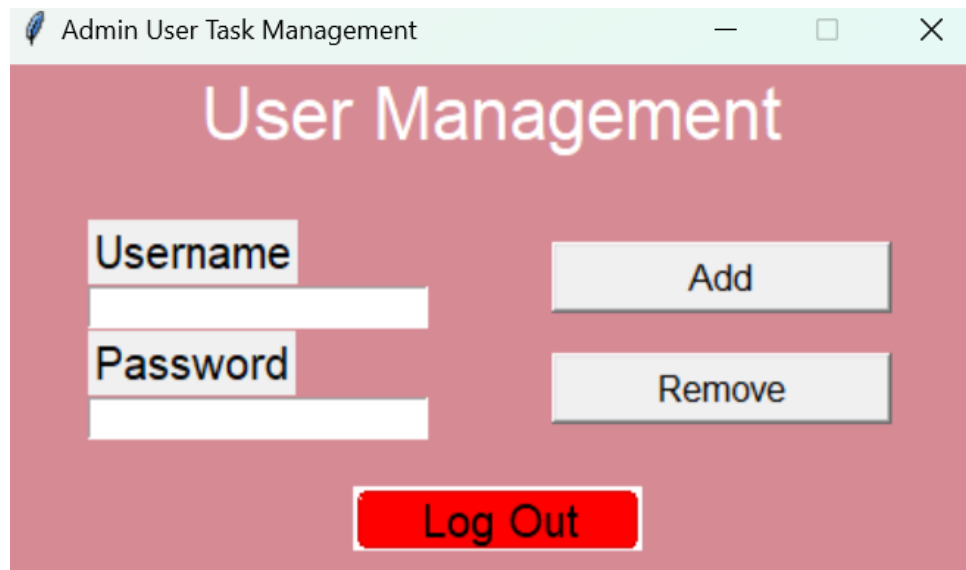 Admin User Task Management
User Management
Username
Add
Password
Remove
Log Out